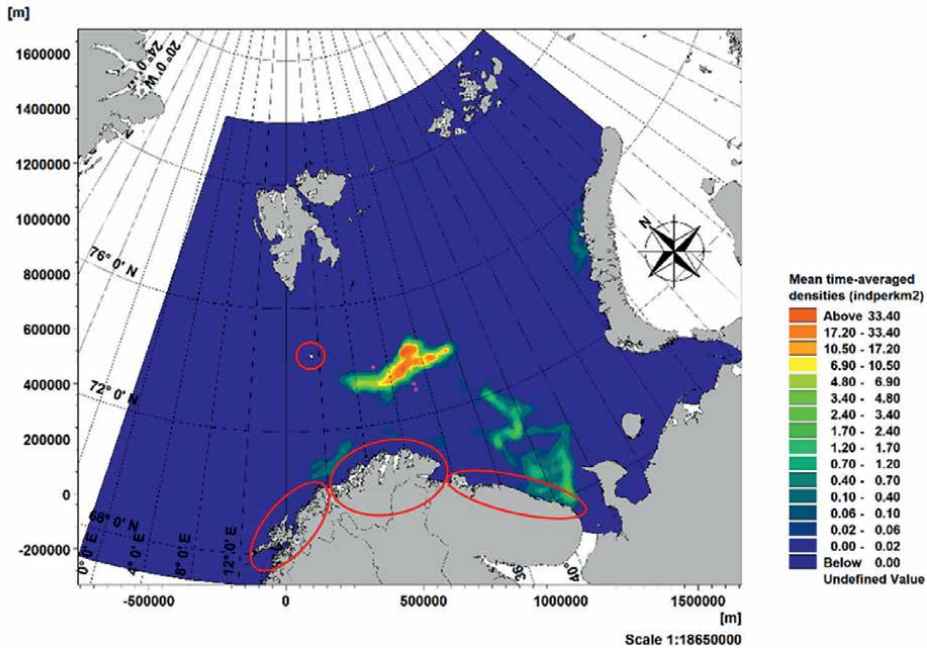 [m]
1600000
1400000
1200000
1000000
800000
600000
400000
200000
0
-200000
24° 0' W
20° 0' W
N
76° 0' N
72° 0' N
68° 0' N
0° 0' E
4° 0' E
8° 0' E
12° 0' E
36°
40°
N
-500000 0 500000 1000000 1500000
[m]
Scale 1:18650000
Mean time-averaged
densities (indperkm2)
Above 33.40
17.20 - 33.40
10.50 - 17.20
6.90 - 10.50
4.80 - 6.90
3.40 - 4.80
2.40 - 3.40
1.70 - 2.40
1.20 - 1.70
0.70 - 1.20
0.40 - 0.70
0.10 - 0.40
0.06 - 0.10
0.02 - 0.06
0.00 - 0.02
Below 0.00
Undefined Value